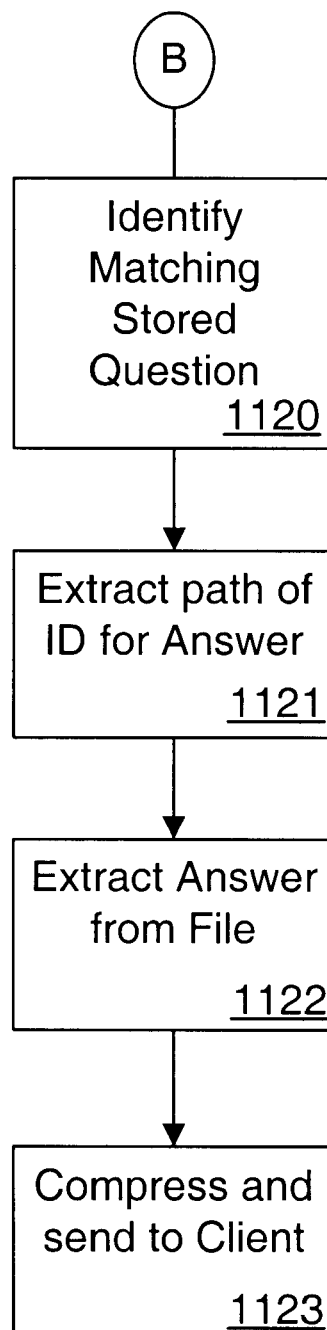 B
Identify
Matching
Stored
Question
1120
Extract path of
ID for Answer
1121
Extract Answer
from File
1122
Compress and
send to Client
1123